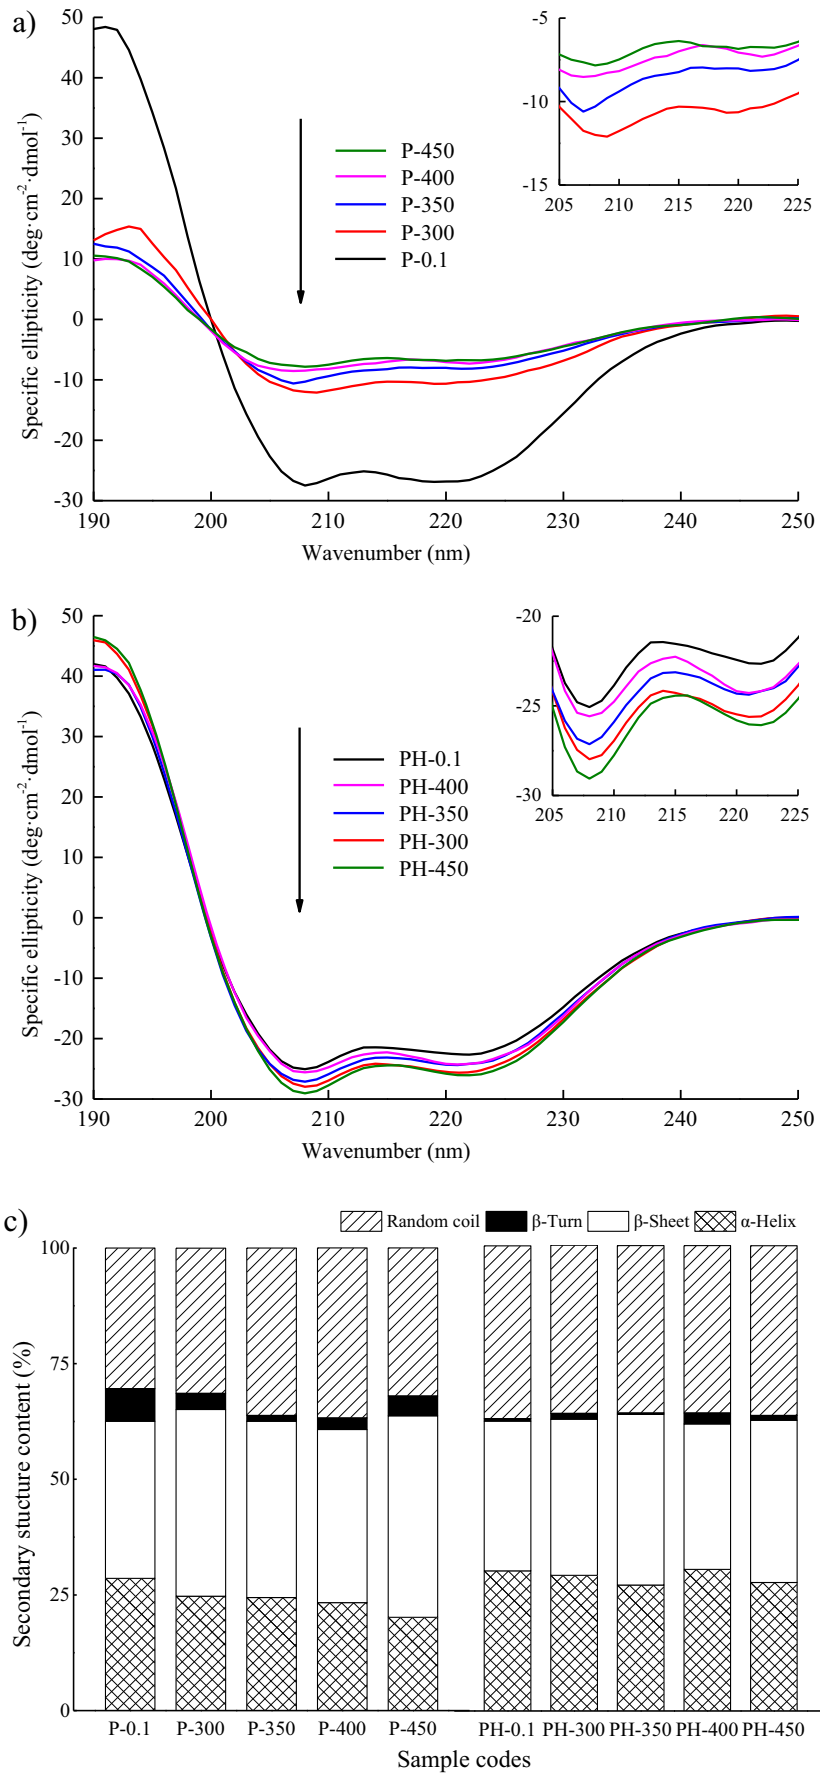 a)
50
40
30
20
10
0
-10
-20
-30
190
200
210
220
230
240
250
Specific ellipticity (deg·cm⁻²·dmol⁻¹)
Wavenumber (nm)
P-450
P-400
P-350
P-300
P-0.1
-5
-10
-15
205
210
215
220
225
b)
50
40
30
20
10
0
-10
-20
-30
190
200
210
220
230
240
250
Specific ellipticity (deg·cm⁻²·dmol⁻¹)
Wavenumber (nm)
PH-0.1
PH-400
PH-350
PH-300
PH-450
-20
-25
-30
205
210
215
220
225
c)
Random coil
β-Turn
β-Sheet
α-Helix
100
75
50
25
0
Secondary stucture content (%)
P-0.1
P-300
P-350
P-400
P-450
PH-0.1
PH-300
PH-350
PH-400
PH-450
Sample codes